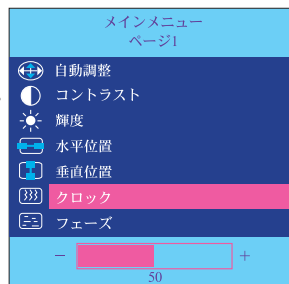 メインメニュー
ページ1
自動調整
コントラスト
輝度
水平位置
垂直位置
クロック
フェーズ
− +
50